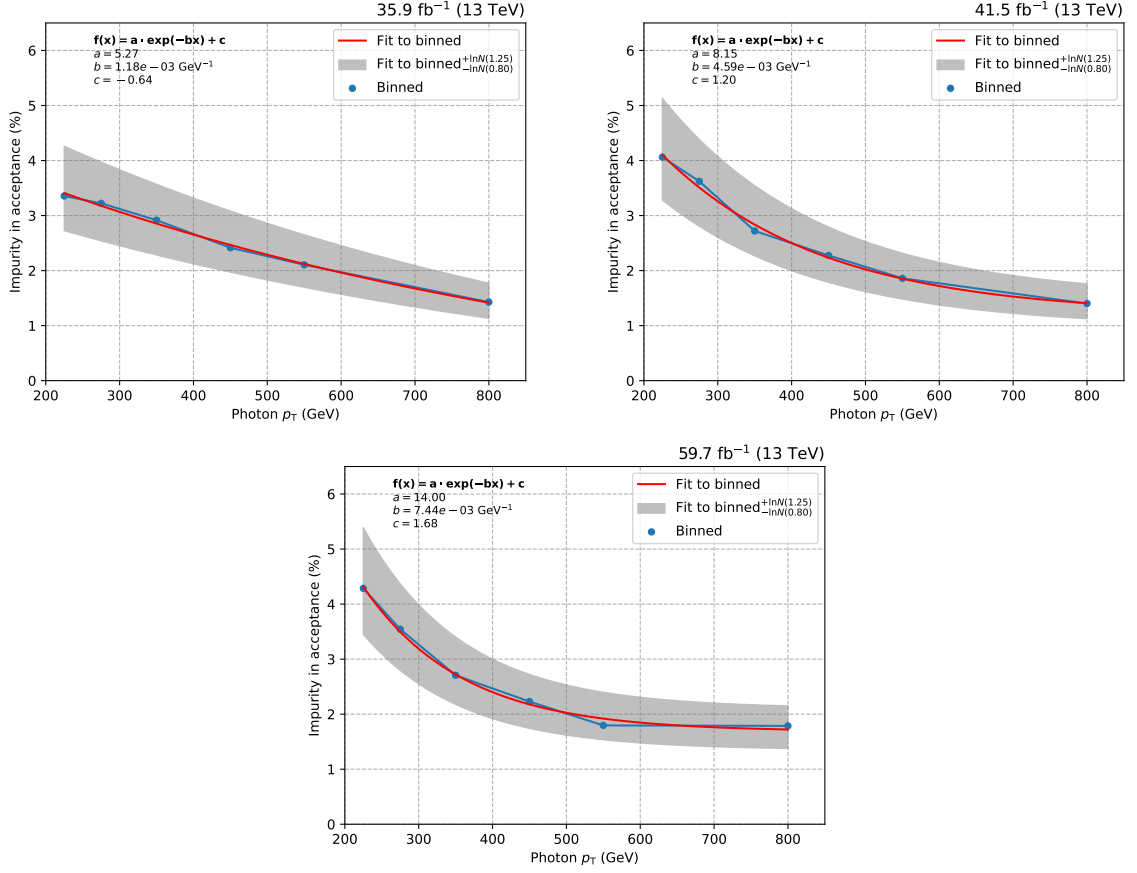 35.9 fb⁻¹ (13 TeV)
f(x) = a · exp(−bx) + c
a = 5.27
b = 1.18e − 03 GeV⁻¹
c = −0.64
Fit to binned
Fit to binned +lnN(1.25) −lnN(0.80)
Binned
Impurity in acceptance (%)
6
5
4
3
2
1
0
200 300 400 500 600 700 800
Photon pT (GeV)
41.5 fb⁻¹ (13 TeV)
f(x) = a · exp(−bx) + c
a = 8.15
b = 4.59e − 03 GeV⁻¹
c = 1.20
Fit to binned
Fit to binned +lnN(1.25) −lnN(0.80)
Binned
Impurity in acceptance (%)
6
5
4
3
2
1
0
200 300 400 500 600 700 800
Photon pT (GeV)
59.7 fb⁻¹ (13 TeV)
f(x) = a · exp(−bx) + c
a = 14.00
b = 7.44e − 03 GeV⁻¹
c = 1.68
Fit to binned
Fit to binned +lnN(1.25) −lnN(0.80)
Binned
Impurity in acceptance (%)
6
5
4
3
2
1
0
200 300 400 500 600 700 800
Photon pT (GeV)